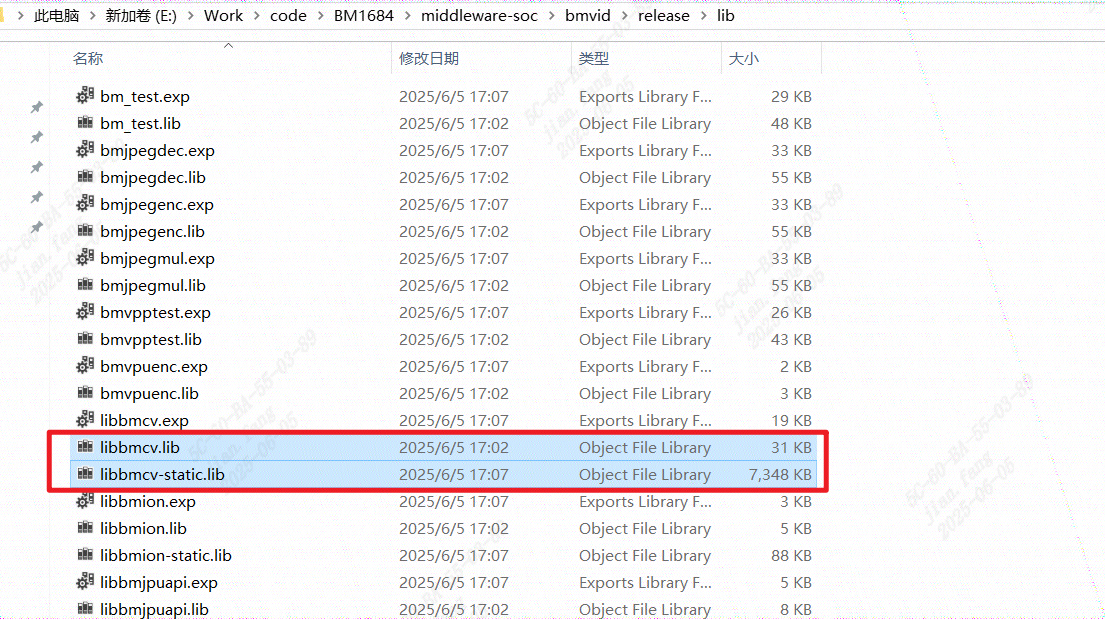 此电脑 > 新加卷 (E:) > Work > code > BM1684 > middleware-soc > bmvid > release > lib
名称 修改日期 类型 大小
bm_test.exp 2025/6/5 17:07 Exports Library F... 29 KB
bm_test.lib 2025/6/5 17:02 Object File Library 48 KB
bmjpegdec.exp 2025/6/5 17:07 Exports Library F... 33 KB
bmjpegdec.lib 2025/6/5 17:02 Object File Library 55 KB
bmjpegenc.exp 2025/6/5 17:07 Exports Library F... 33 KB
bmjpegenc.lib 2025/6/5 17:02 Object File Library 55 KB
bmjpegmul.exp 2025/6/5 17:07 Exports Library F... 33 KB
bmjpegmul.lib 2025/6/5 17:02 Object File Library 55 KB
bmvpptest.exp 2025/6/5 17:07 Exports Library F... 26 KB
bmvpptest.lib 2025/6/5 17:02 Object File Library 43 KB
bmvpuenc.exp 2025/6/5 17:07 Exports Library F... 2 KB
bmvpuenc.lib 2025/6/5 17:02 Object File Library 3 KB
libbmcv.exp 2025/6/5 17:07 Exports Library F... 19 KB
libbmcv.lib 2025/6/5 17:02 Object File Library 31 KB
libbmcv-static.lib 2025/6/5 17:07 Object File Library 7,348 KB
libbmion.exp 2025/6/5 17:07 Exports Library F... 3 KB
libbmion.lib 2025/6/5 17:02 Object File Library 5 KB
libbmion-static.lib 2025/6/5 17:07 Object File Library 88 KB
libbmjpuapi.exp 2025/6/5 17:07 Exports Library F... 5 KB
libbmjpuapi.lib 2025/6/5 17:02 Object File Library 8 KB
5C-60-BA-55-03-89
jian.fang
2025-06-05